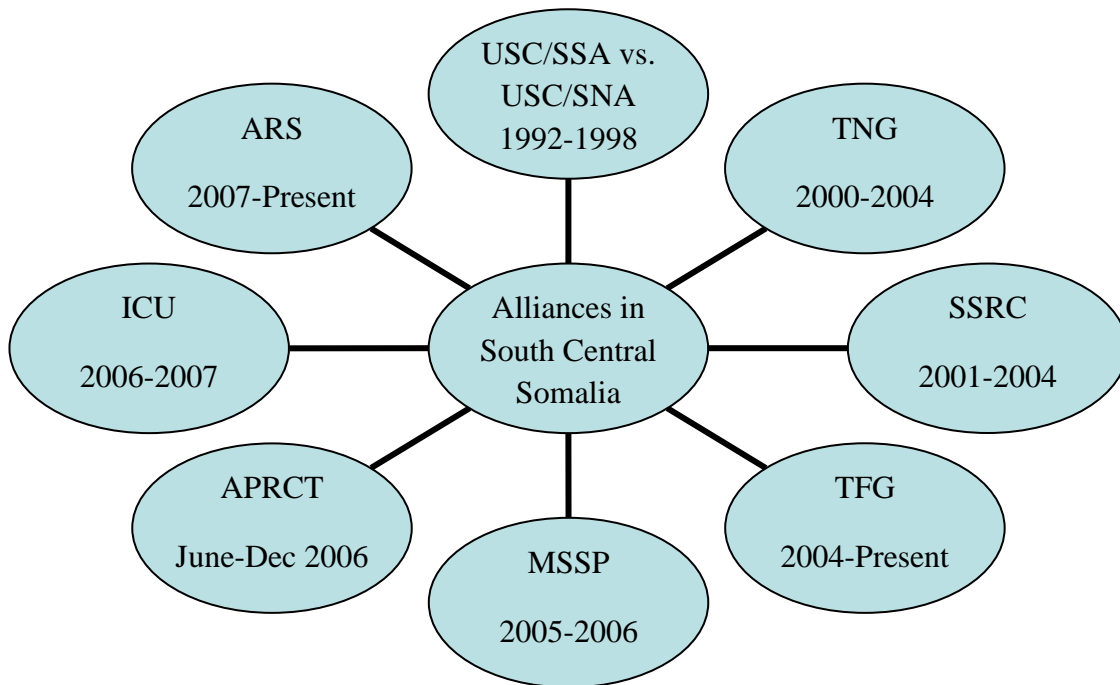 USC/SSA vs.
USC/SNA
1992-1998
TNG
2000-2004
SSRC
2001-2004
TFG
2004-Present
MSSP
2005-2006
APRCT
June-Dec 2006
ICU
2006-2007
ARS
2007-Present
Alliances in
South Central
Somalia